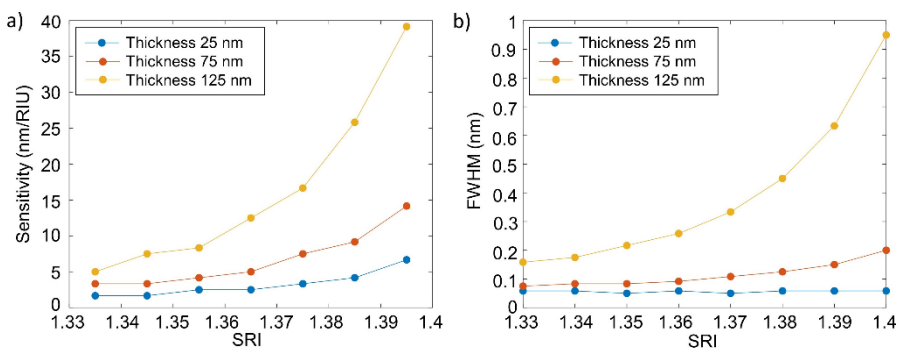 a)
Sensitivity (nm/RIU)
40
35
30
25
20
15
10
5
0
Thickness 25 nm
Thickness 75 nm
Thickness 125 nm
1.33 1.34 1.35 1.36 1.37 1.38 1.39 1.4
SRI
b)
FWHM (nm)
1
0.9
0.8
0.7
0.6
0.5
0.4
0.3
0.2
0.1
0
Thickness 25 nm
Thickness 75 nm
Thickness 125 nm
1.33 1.34 1.35 1.36 1.37 1.38 1.39 1.4
SRI